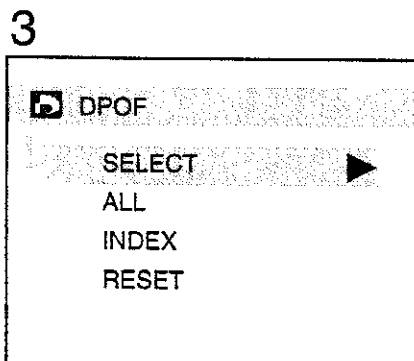 3
DPOF
SELECT
ALL
INDEX
RESET